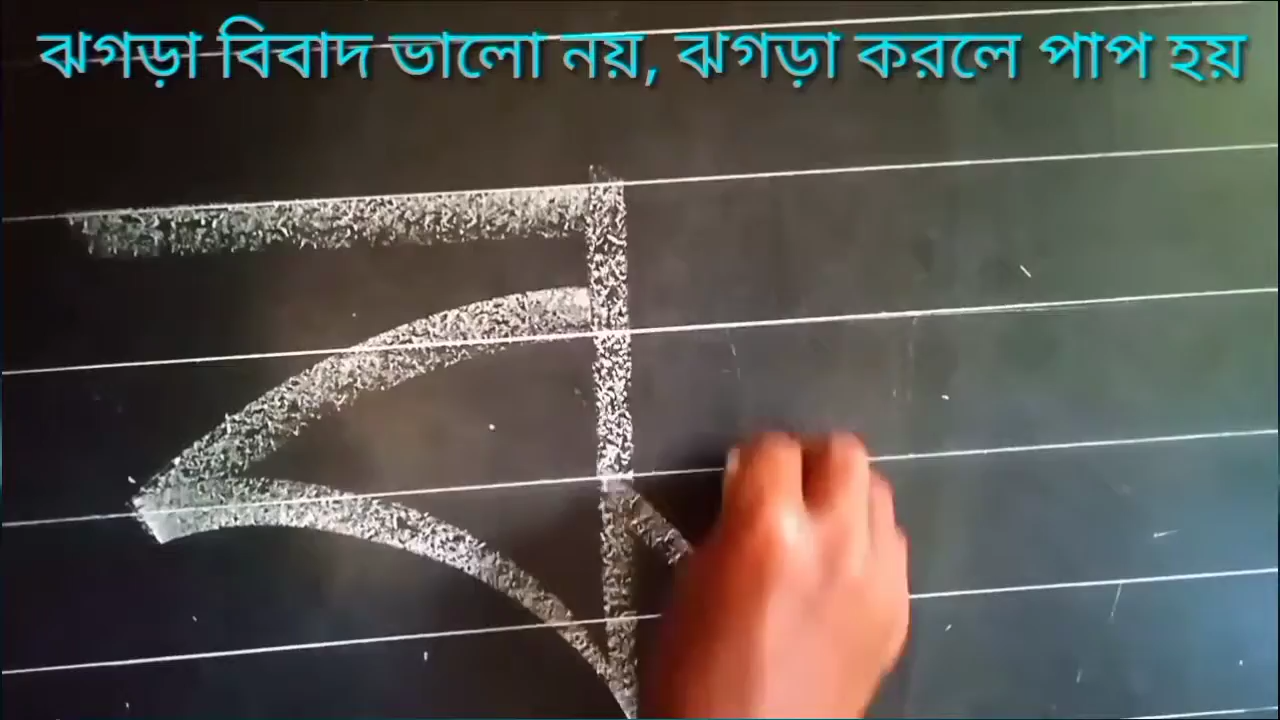 ঝগড়া বিবাদ ভালো নয়, ঝগড়া করলে পাপ হয়